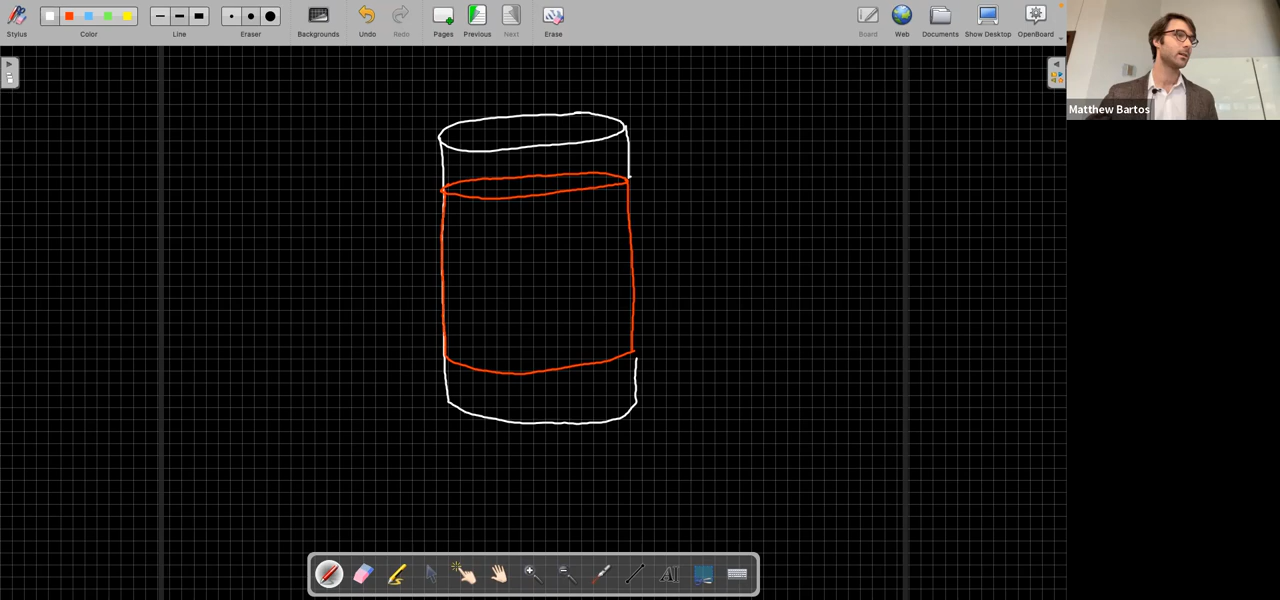 Stylus Color Line Eraser Backgrounds Undo Redo Pages Previous Next Erase Board Web Documents Show Desktop OpenBoard
Matthew Bartos
AI